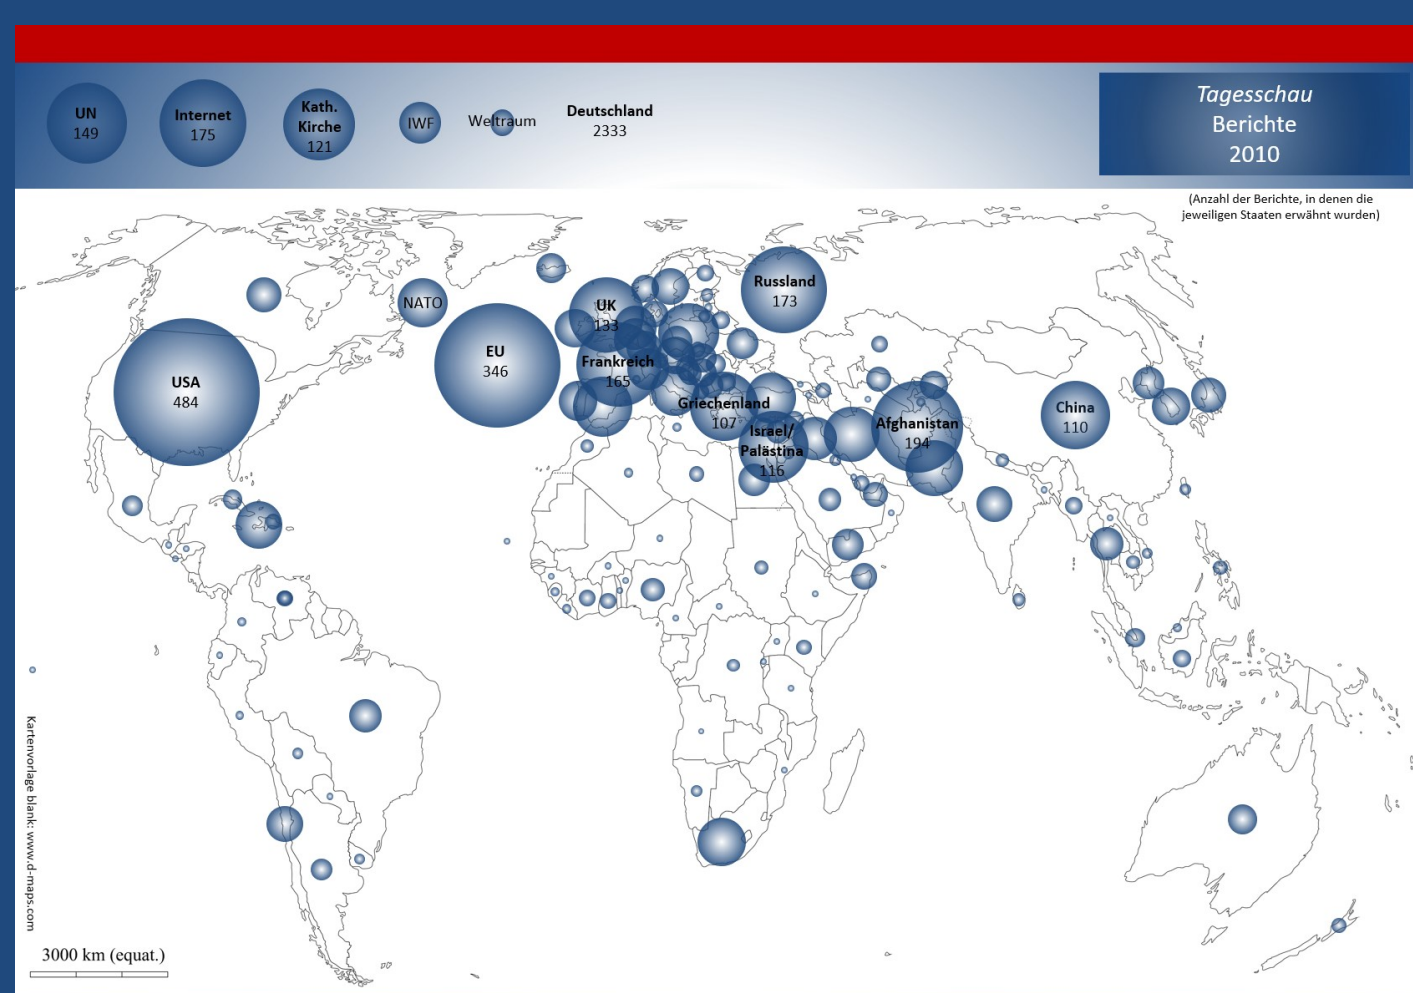 UN
149
Internet
175
Kath.
Kirche
121
IWF
Weltraum
Deutschland
2333
Tagesschau
Berichte
2010
(Anzahl der Berichte, in denen die
jeweiligen Staaten erwähnt wurden)
NATO
Russland
173
UK
133
EU
346
Frankreich
165
USA
484
Griechenland
107
China
110
Afghanistan
194
Israel/
Palästina
116
Kartenvorlage blank: www.d-maps.com
3000 km (equat.)